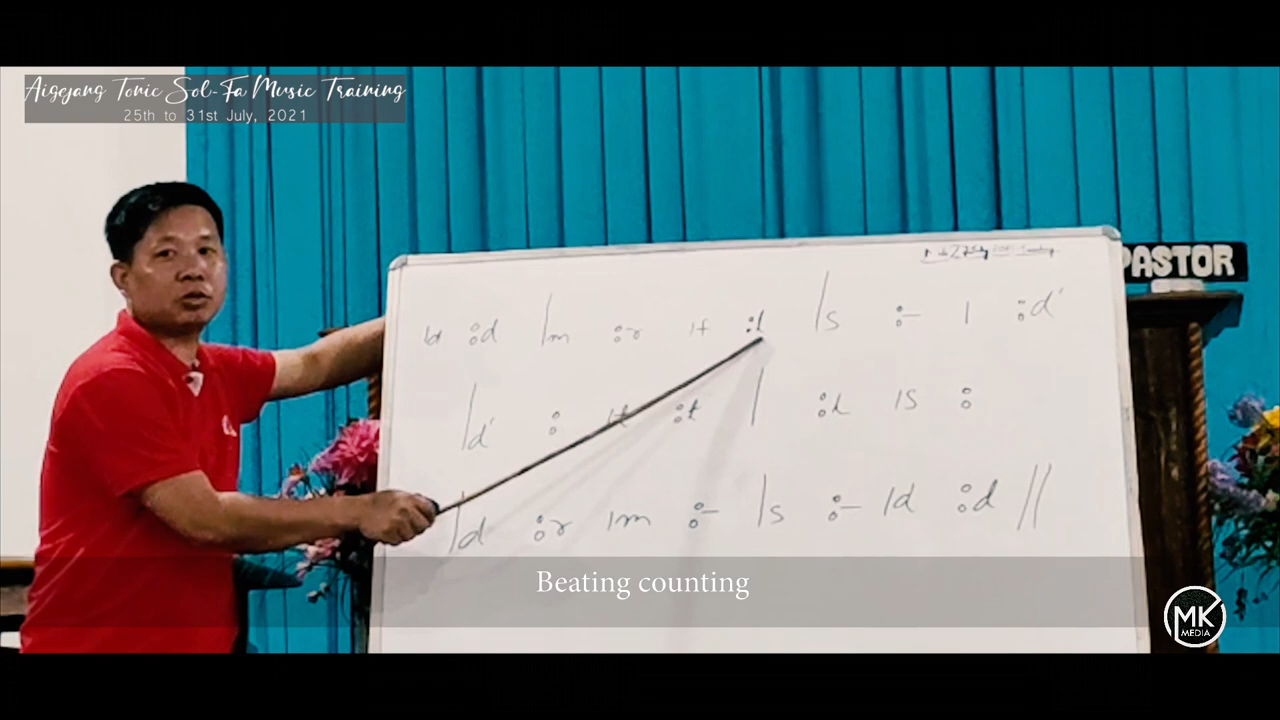 Aigejang Tonic Sol-Fa Music Training
25th to 31st July, 2021
PASTOR
:d |m :r |f :l |s :- | :d'
|d' : |t :t | :l |s :
|d :r |m :- |s :- |d :d ||
Beating counting
MK
MEDIA